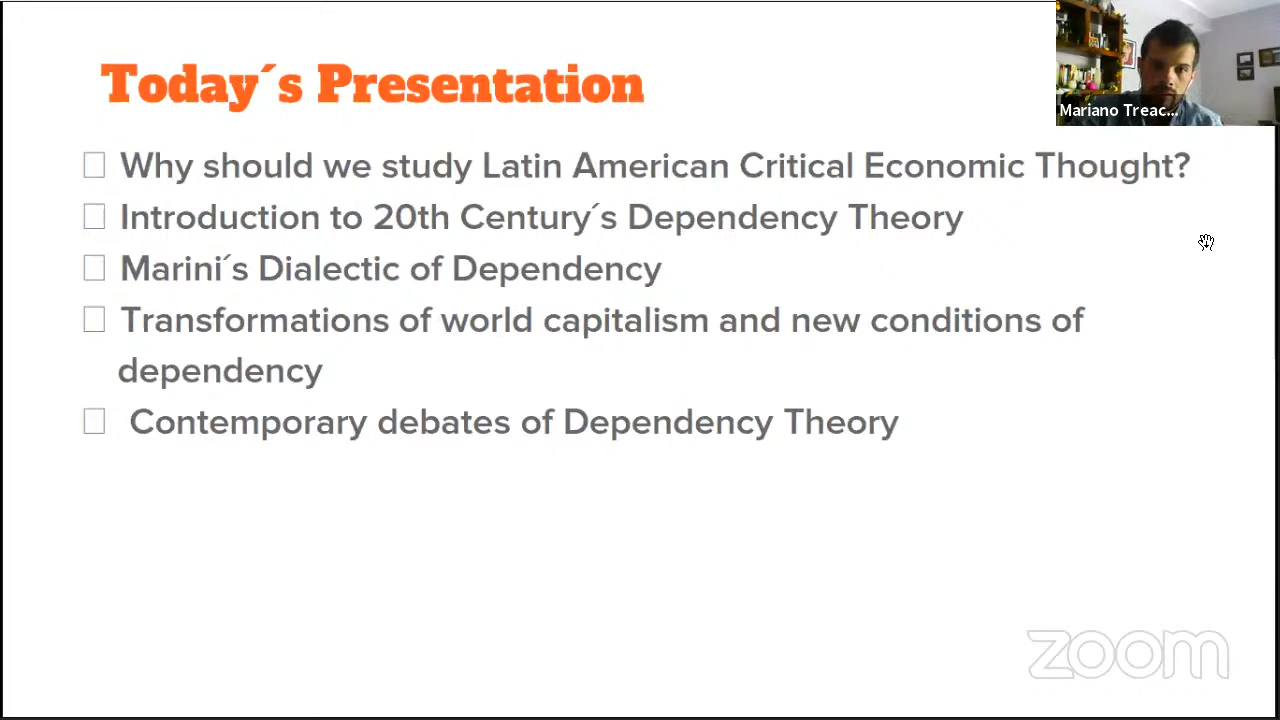 Today´s Presentation
Mariano Treac...
Why should we study Latin American Critical Economic Thought?
Introduction to 20th Century´s Dependency Theory
Marini´s Dialectic of Dependency
Transformations of world capitalism and new conditions of
dependency
Contemporary debates of Dependency Theory
zoom